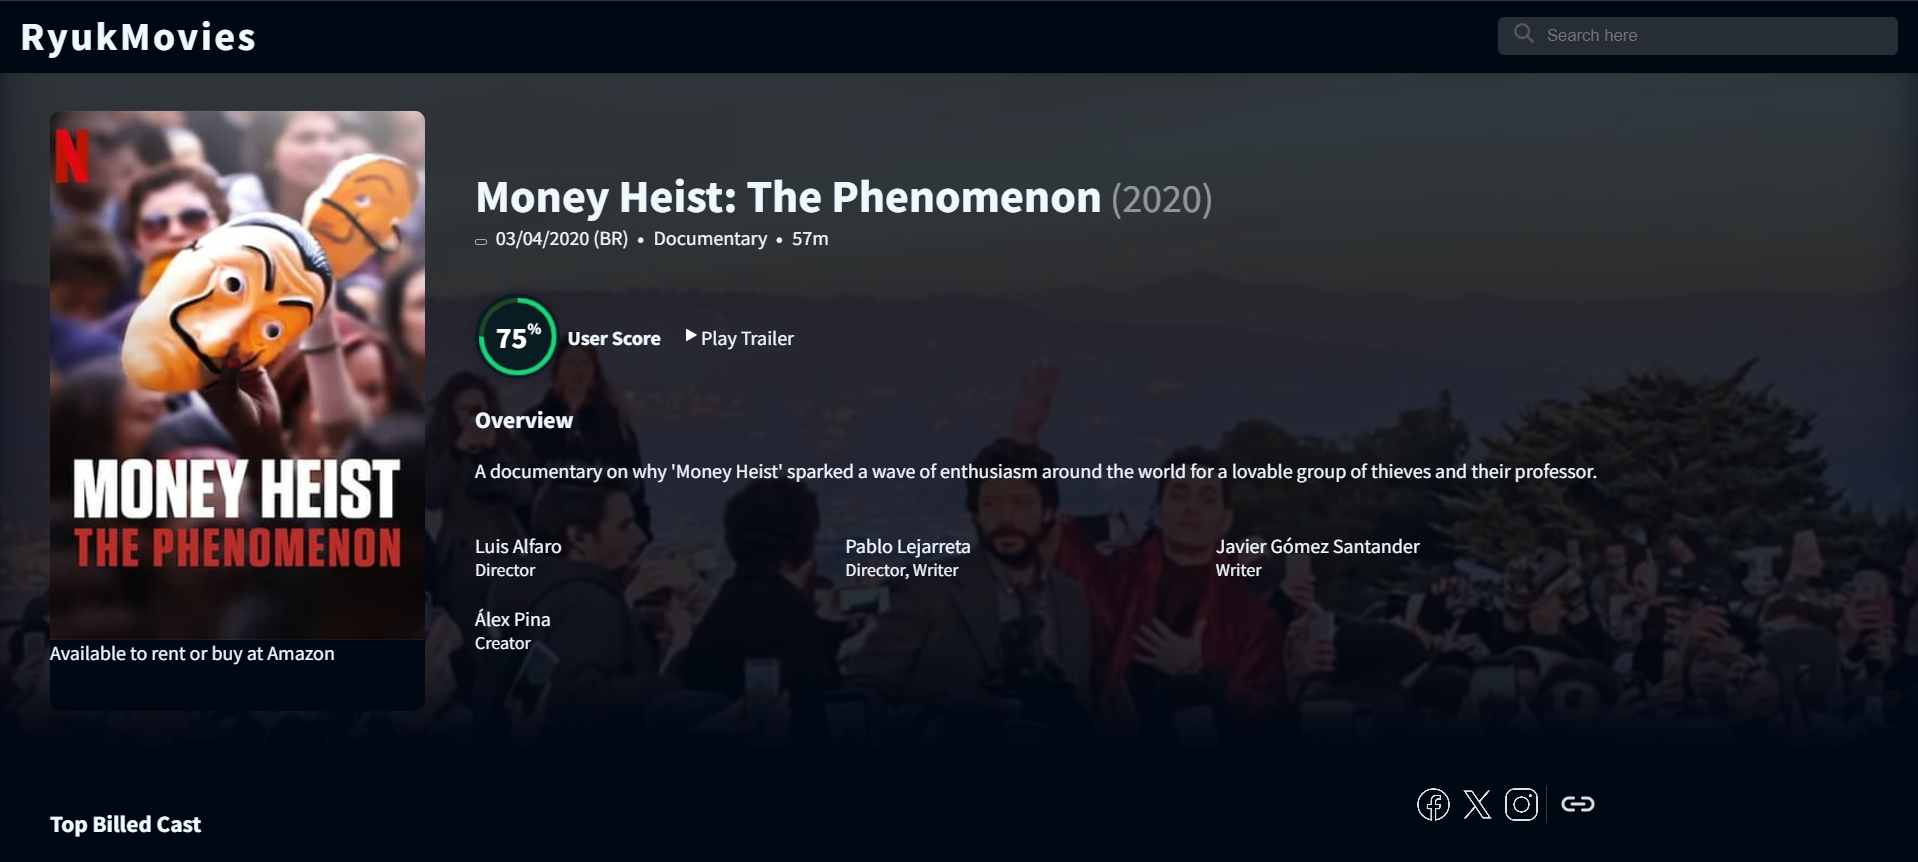 RyukMovies
Search here
N
MONEY HEIST
THE PHENOMENON
Available to rent or buy at Amazon
Money Heist: The Phenomenon (2020)
03/04/2020 (BR) • Documentary • 57m
75% User Score Play Trailer
Overview
A documentary on why 'Money Heist' sparked a wave of enthusiasm around the world for a lovable group of thieves and their professor.
Luis Alfaro
Director
Pablo Lejarreta
Director, Writer
Javier Gómez Santander
Writer
Álex Pina
Creator
Top Billed Cast